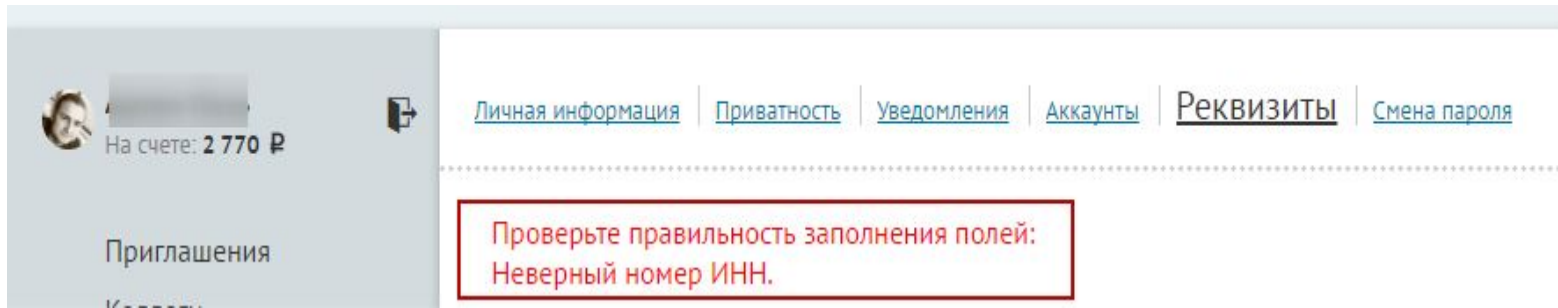 На счете: 2 770 ₽
Личная информация Приватность Уведомления Аккаунты Реквизиты Смена пароля
Проверьте правильность заполнения полей:
Неверный номер ИНН.
Приглашения